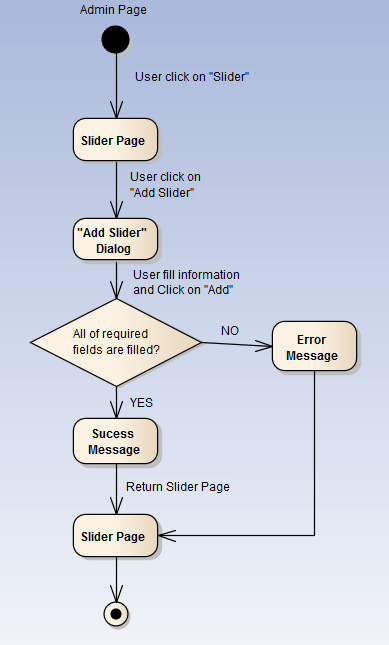 Admin Page
User click on "Slider"
Slider Page
User click on
"Add Slider"
"Add Slider"
Dialog
User fill information
and Click on "Add"
All of required
fields are filled?
NO
Error
Message
YES
Sucess
Message
Return Slider Page
Slider Page